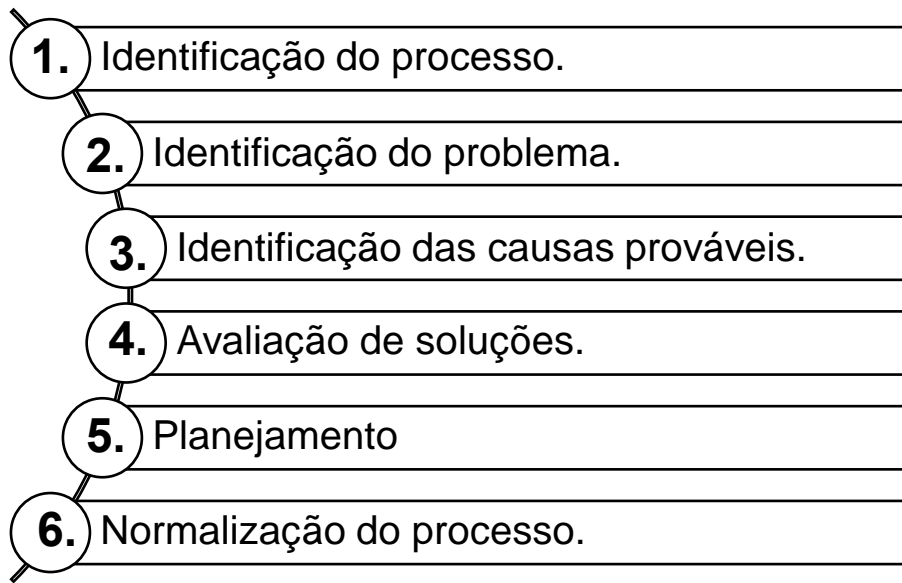 1. Identificação do processo.
2. Identificação do problema.
3. Identificação das causas prováveis.
4. Avaliação de soluções.
5. Planejamento
6. Normalização do processo.